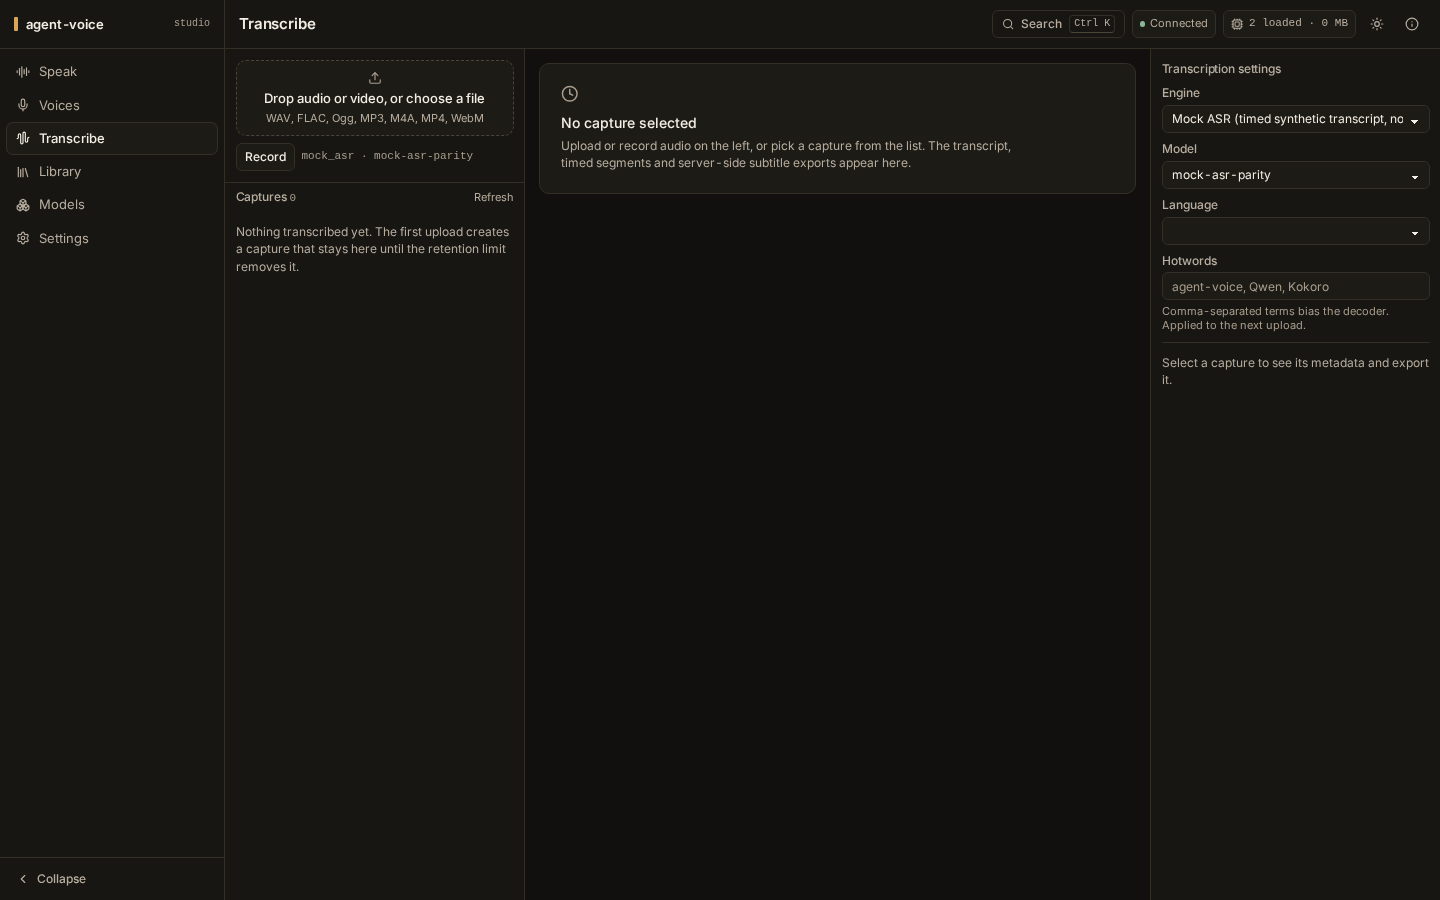 agent-voice
studio
Speak
Voices
Transcribe
Library
Models
Settings
Collapse
Transcribe
Search
Ctrl K
Connected
2 loaded · 0 MB
Drop audio or video, or choose a file
WAV, FLAC, Ogg, MP3, M4A, MP4, WebM
Record
mock_asr · mock-asr-parity
Captures 0
Refresh
Nothing transcribed yet. The first upload creates
a capture that stays here until the retention limit
removes it.
No capture selected
Upload or record audio on the left, or pick a capture from the list. The transcript,
timed segments and server-side subtitle exports appear here.
Transcription settings
Engine
Mock ASR (timed synthetic transcript, no
Model
mock-asr-parity
Language
Hotwords
agent-voice, Qwen, Kokoro
Comma-separated terms bias the decoder.
Applied to the next upload.
Select a capture to see its metadata and export
it.